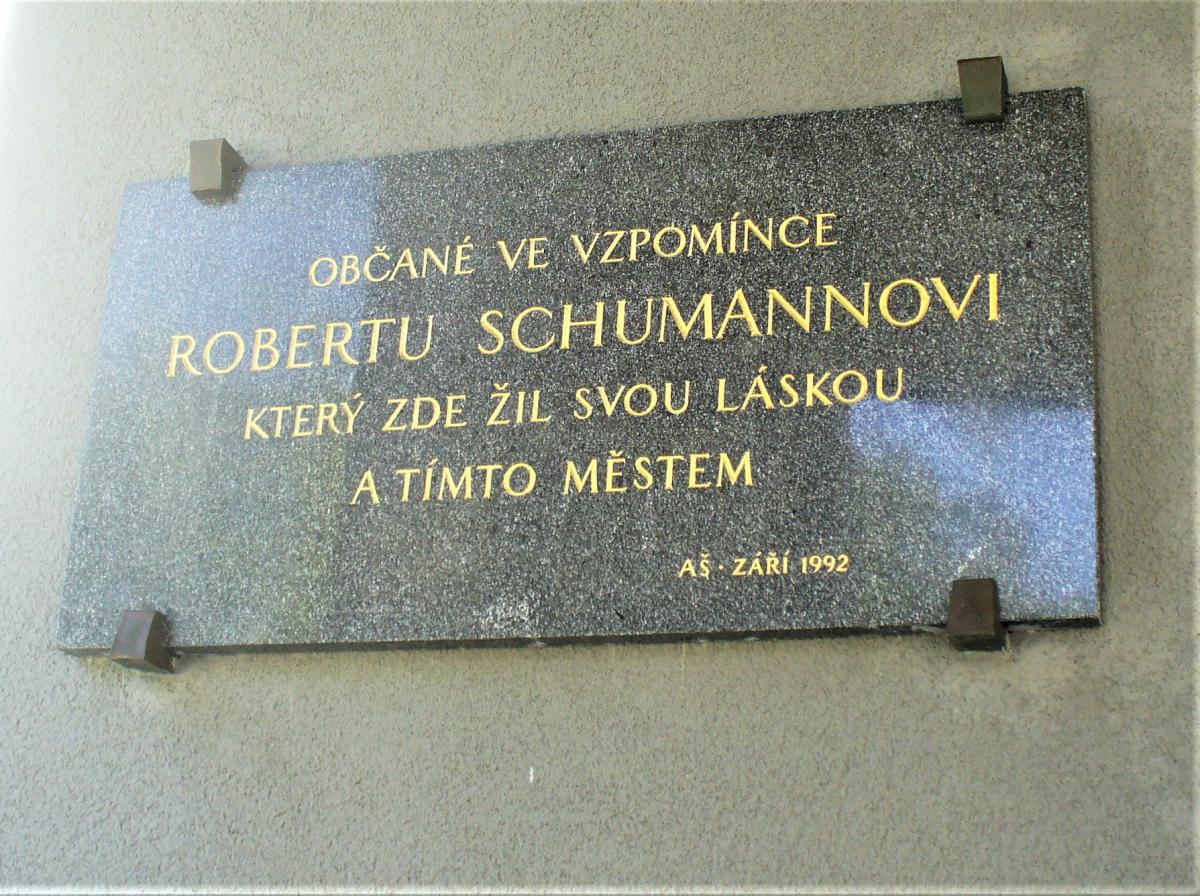 OBČANÉ VE VZPOMÍNCE
ROBERTU SCHUMANNOVI
KTERÝ ZDE ŽIL SVOU LÁSKOU
A TÍMTO MĚSTEM
AŠ · ZÁŘÍ 1992